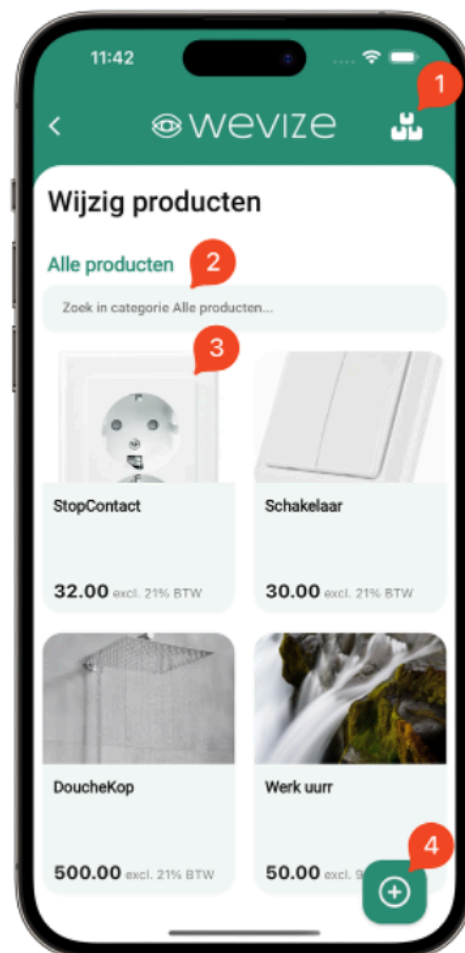 11:42
1
wevize
Wijzig producten
Alle producten
2
Zoek in categorie Alle producten...
3
StopContact
Schakelaar
32.00 excl. 21% BTW
30.00 excl. 21% BTW
DoucheKop
Werk uurr
4
500.00 excl. 21% BTW
50.00 excl. 9